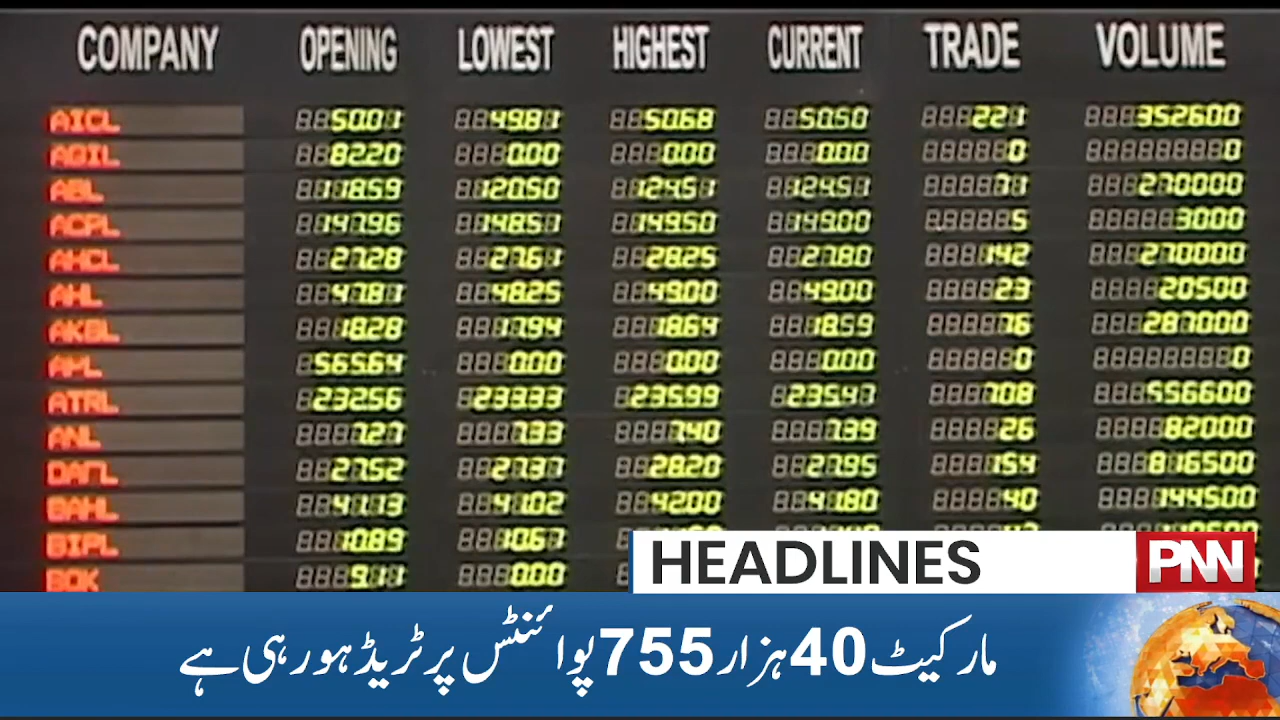 COMPANY OPENING LOWEST HIGHEST CURRENT TRADE VOLUME
AICL 50.01 49.81 50.68 50.50 221 352600
AGIL 82.20 0.00 0.00 0.00 0 0
ABL 118.59 120.50 124.51 124.51 71 270000
ACPL 147.96 148.51 149.50 149.00 5 3000
AHCL 27.28 27.61 28.25 27.80 142 270000
AHL 47.81 48.25 49.00 49.00 23 20500
AKBL 18.28 17.94 18.64 18.59 76 287000
AML 565.64 0.00 0.00 0.00 0 0
ATRL 232.56 233.33 235.99 235.47 708 556600
ANL 7.27 7.33 7.40 7.39 26 82000
DAFL 27.52 27.37 28.20 27.95 154 816500
BAHL 41.13 41.02 42.00 41.80 40 144500
BIPL 10.89 10.67
BOK 9.11 0.00
HEADLINES PNN
مارکیٹ 40 ہزار 755 پوائنٹس پر ٹریڈ ہو رہی ہے